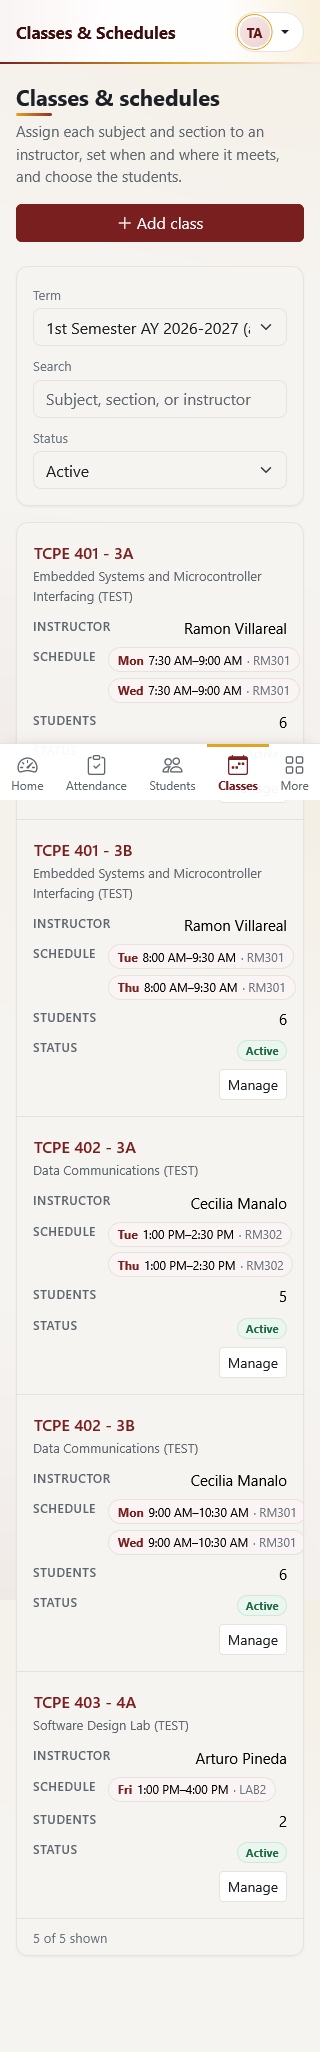 Classes & Schedules
TA
Classes & schedules
Assign each subject and section to an
instructor, set when and where it meets,
and choose the students.
+ Add class
Term
1st Semester AY 2026-2027 (
Search
Subject, section, or instructor
Status
Active
TCPE 401 - 3A
Embedded Systems and Microcontroller
Interfacing (TEST)
INSTRUCTOR Ramon Villareal
SCHEDULE Mon 7:30 AM–9:00 AM · RM301
Wed 7:30 AM–9:00 AM · RM301
STUDENTS 6
STATUS
Home Attendance Students Classes More
TCPE 401 - 3B
Embedded Systems and Microcontroller
Interfacing (TEST)
INSTRUCTOR Ramon Villareal
SCHEDULE Tue 8:00 AM–9:30 AM · RM301
Thu 8:00 AM–9:30 AM · RM301
STUDENTS 6
STATUS Active
Manage
TCPE 402 - 3A
Data Communications (TEST)
INSTRUCTOR Cecilia Manalo
SCHEDULE Tue 1:00 PM–2:30 PM · RM302
Thu 1:00 PM–2:30 PM · RM302
STUDENTS 5
STATUS Active
Manage
TCPE 402 - 3B
Data Communications (TEST)
INSTRUCTOR Cecilia Manalo
SCHEDULE Mon 9:00 AM–10:30 AM · RM301
Wed 9:00 AM–10:30 AM · RM301
STUDENTS 6
STATUS Active
Manage
TCPE 403 - 4A
Software Design Lab (TEST)
INSTRUCTOR Arturo Pineda
SCHEDULE Fri 1:00 PM–4:00 PM · LAB2
STUDENTS 2
STATUS Active
Manage
5 of 5 shown